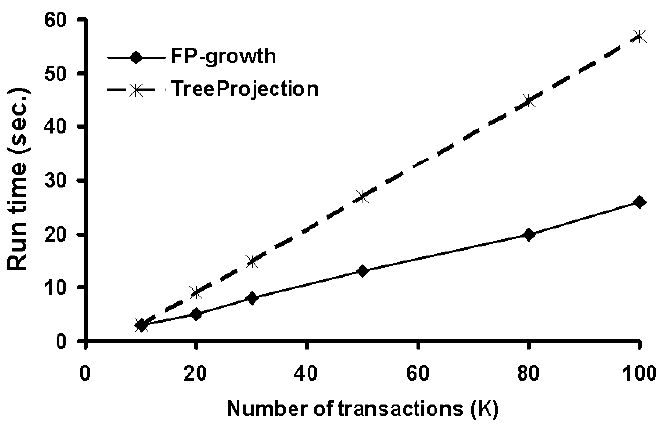 60
50
40
30
20
10
0
Run time (sec.)
FP-growth
TreeProjection
0 20 40 60 80 100
Number of transactions (K)